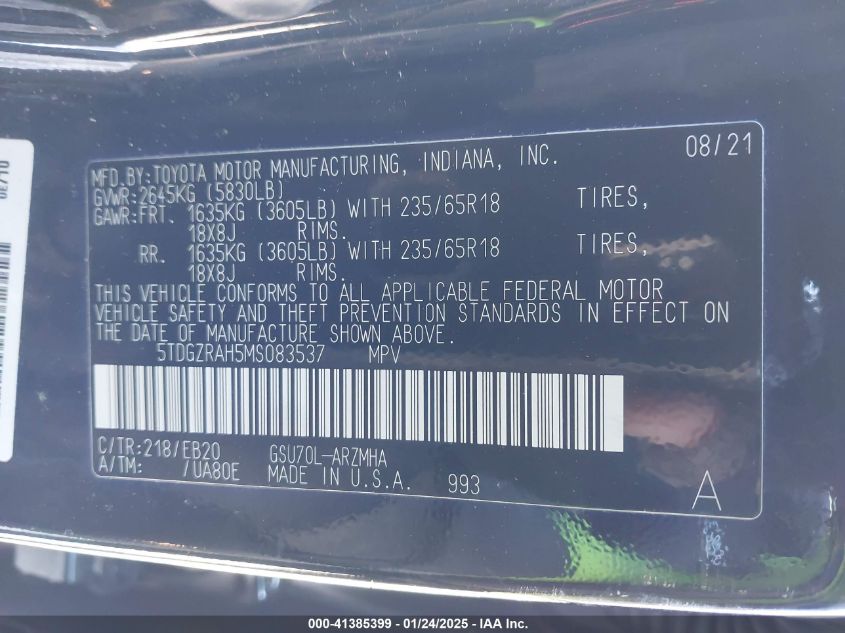 08/21
MFD.BY:TOYOTA MOTOR MANUFACTURING, INDIANA, INC.
GVWR:2645KG (5830LB)
GAWR:FRT. 1635KG (3605LB) WITH 235/65R18 TIRES,
18X8J RIMS.
RR. 1635KG (3605LB) WITH 235/65R18 TIRES,
18X8J RIMS.
THIS VEHICLE CONFORMS TO ALL APPLICABLE FEDERAL MOTOR
VEHICLE SAFETY AND THEFT PREVENTION STANDARDS IN EFFECT ON
THE DATE OF MANUFACTURE SHOWN ABOVE.
5TDGZRAH5MS083537 MPV
C/TR:218/EB20 GSU70L-ARZMHA
A/TM: /UA80E MADE IN U.S.A. 993
A
000-41385399 — 01/24/2025 — IAA Inc.